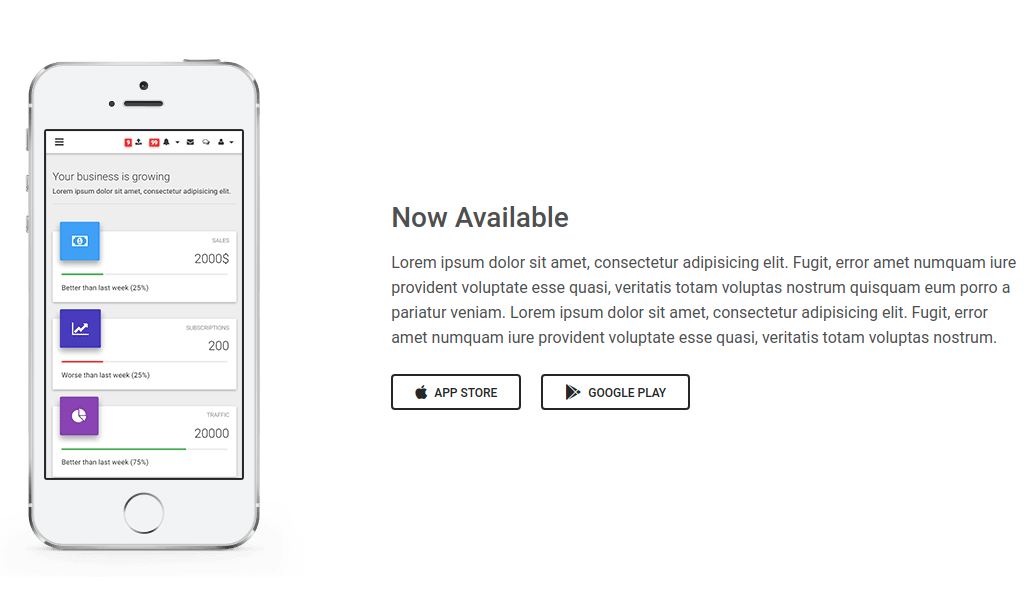 9 99
Your business is growing
Lorem ipsum dolor sit amet, consectetur adipisicing elit.
SALES
2000$
Better than last week (25%)
SUBSCRIPTIONS
200
Worse than last week (25%)
TRAFFIC
20000
Better than last week (75%)
Now Available
Lorem ipsum dolor sit amet, consectetur adipisicing elit. Fugit, error amet numquam iure
provident voluptate esse quasi, veritatis totam voluptas nostrum quisquam eum porro a
pariatur veniam. Lorem ipsum dolor sit amet, consectetur adipisicing elit. Fugit, error
amet numquam iure provident voluptate esse quasi, veritatis totam voluptas nostrum.
APP STORE GOOGLE PLAY